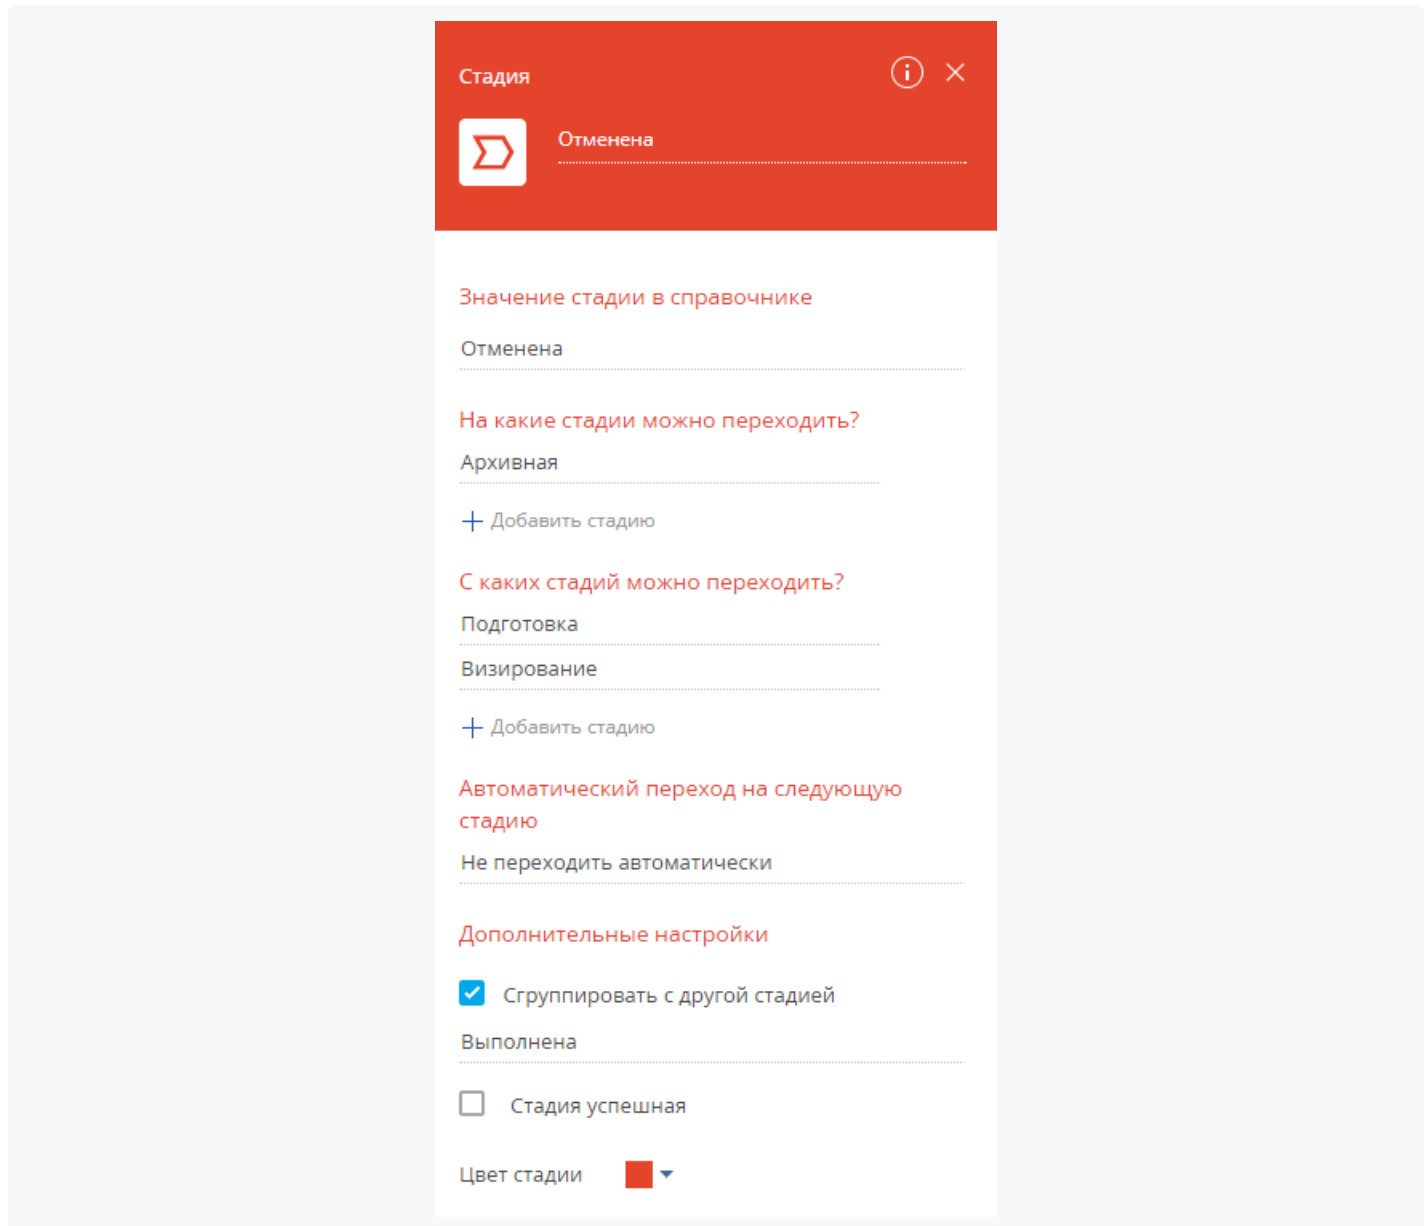 Стадия
Отменена
Значение стадии в справочнике
Отменена
На какие стадии можно переходить?
Архивная
Добавить стадию
С каких стадий можно переходить?
Подготовка
Визирование
Добавить стадию
Автоматический переход на следующую
стадию
Не переходить автоматически
Дополнительные настройки
Сгруппировать с другой стадией
Выполнена
Стадия успешная
Цвет стадии